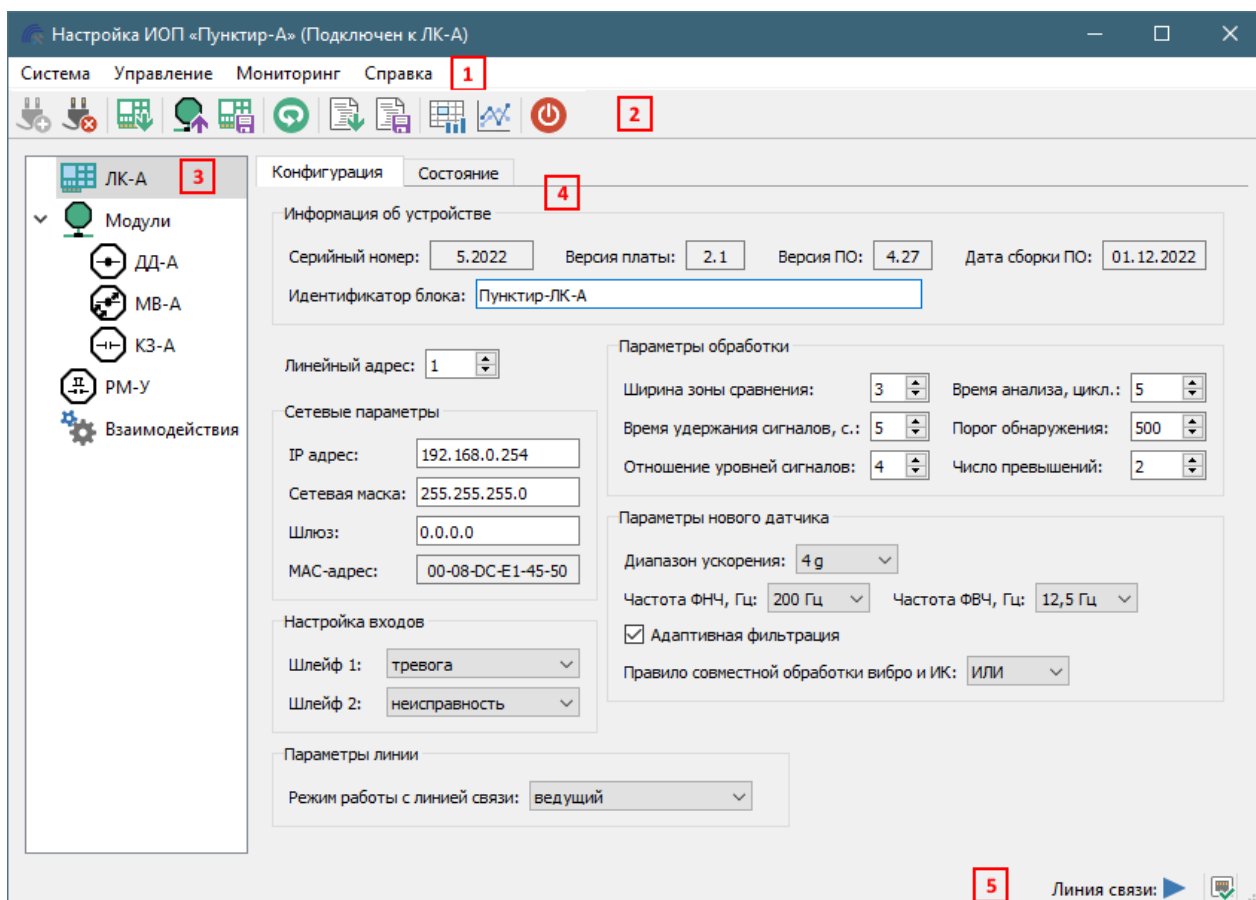 Настройка ИОП «Пунктир-А» (Подключен к ЛК-А)
Система Управление Мониторинг Справка 1
2
ЛК-А 3
Модули
ДД-А
МВ-А
КЗ-А
РМ-У
Взаимодействия
Конфигурация Состояние
4
Информация об устройстве
Серийный номер: 5.2022 Версия платы: 2.1 Версия ПО: 4.27 Дата сборки ПО: 01.12.2022
Идентификатор блока: Пунктир-ЛК-А
Линейный адрес: 1
Сетевые параметры
IP адрес: 192.168.0.254
Сетевая маска: 255.255.255.0
Шлюз: 0.0.0.0
MAC-адрес: 00-08-DC-E1-45-50
Настройка входов
Шлейф 1: тревога
Шлейф 2: неисправность
Параметры обработки
Ширина зоны сравнения: 3 Время анализа, цикл.: 5
Время удержания сигналов, с.: 5 Порог обнаружения: 500
Отношение уровней сигналов: 4 Число превышений: 2
Параметры нового датчика
Диапазон ускорения: 4 g
Частота ФНЧ, Гц: 200 Гц Частота ФВЧ, Гц: 12,5 Гц
Адаптивная фильтрация
Правило совместной обработки вибро и ИК: ИЛИ
Параметры линии
Режим работы с линией связи: ведущий
5 Линия связи: